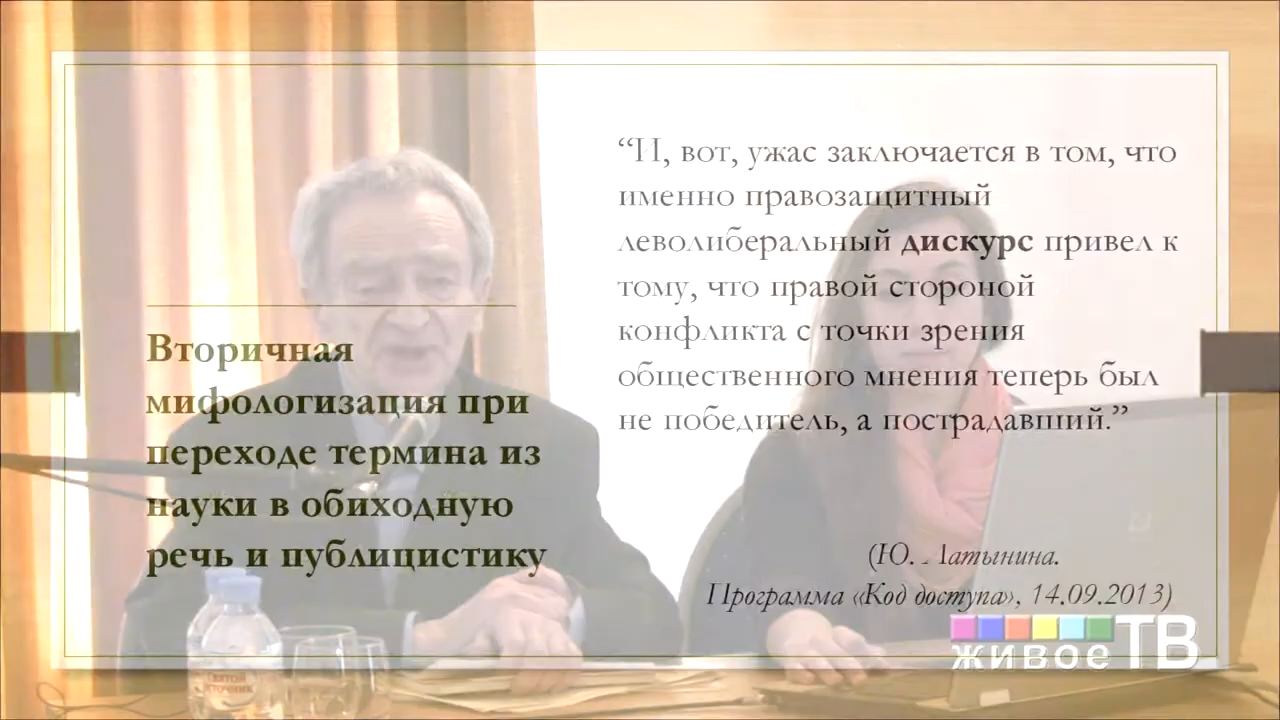 Вторичная
мифологизация при
переходе термина из
науки в обиходную
речь и публицистику
“И, вот, ужас заключается в том, что
именно правозащитный
леволиберальный дискурс привел к
тому, что правой стороной
конфликта с точки зрения
общественного мнения теперь был
не победитель, а пострадавший.”
(Ю. Латынина.
Программа «Код доступа», 14.09.2013)
живоеТВ
Святой
Источник